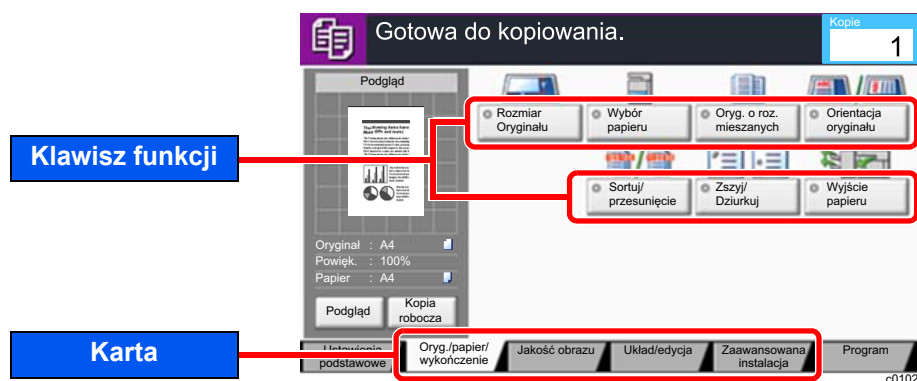 Gotowa do kopiowania.
Kopie
1
Podgląd
Klawisz funkcji
Rozmiar
Oryginału
Wybór
papieru
Oryg. o roz.
mieszanych
Orientacja
oryginału
Sortuj/
przesunięcie
Zszyj/
Dziurkuj
Wyjście
papieru
Oryginał : A4
Powięk. : 100%
Papier : A4
Podgląd
Kopia
robocza
Karta
Ustawienia
podstawowe
Oryg./papier/
wykończenie
Jakość obrazu
Układ/edycja
Zaawansowana
instalacja
Program
c0102